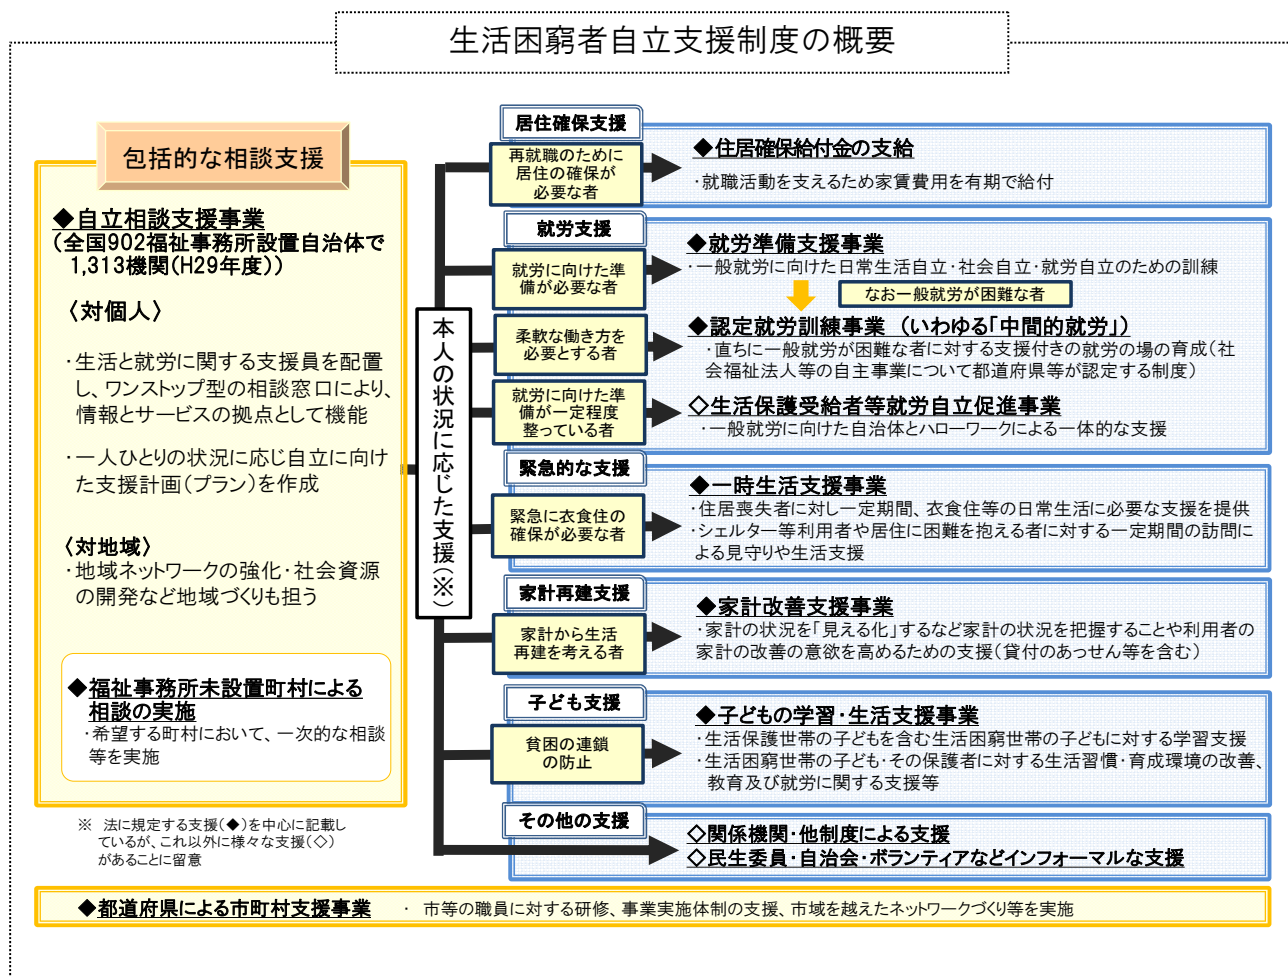 生活困窮者自立支援制度の概要
包括的な相談支援
◆自立相談支援事業
(全国902福祉事務所設置自治体で
1,313機関(H29年度))
〈対個人〉
・生活と就労に関する支援員を配置
し、ワンストップ型の相談窓口により、
情報とサービスの拠点として機能
・一人ひとりの状況に応じ自立に向け
た支援計画(プラン)を作成
〈対地域〉
・地域ネットワークの強化・社会資源
の開発など地域づくりも担う
◆福祉事務所未設置町村による
相談の実施
・希望する町村において、一次的な相談
等を実施
※ 法に規定する支援(◆)を中心に記載し
ているが、これ以外に様々な支援(◇)
があることに留意
本人の状況に応じた支援(※)
居住確保支援
再就職のために
居住の確保が
必要な者
◆住居確保給付金の支給
・就職活動を支えるため家賃費用を有期で給付
就労支援
就労に向けた準
備が必要な者
◆就労準備支援事業
・一般就労に向けた日常生活自立・社会自立・就労自立のための訓練
なお一般就労が困難な者
柔軟な働き方を
必要とする者
◆認定就労訓練事業 (いわゆる「中間的就労」)
・直ちに一般就労が困難な者に対する支援付きの就労の場の育成(社
会福祉法人等の自主事業について都道府県等が認定する制度)
就労に向けた準
備が一定程度
整っている者
◇生活保護受給者等就労自立促進事業
・一般就労に向けた自治体とハローワークによる一体的な支援
緊急的な支援
緊急に衣食住の
確保が必要な者
◆一時生活支援事業
・住居喪失者に対し一定期間、衣食住等の日常生活に必要な支援を提供
・シェルター等利用者や居住に困難を抱える者に対する一定期間の訪問に
よる見守りや生活支援
家計再建支援
家計から生活
再建を考える者
◆家計改善支援事業
・家計の状況を「見える化」するなど家計の状況を把握することや利用者の
家計の改善の意欲を高めるための支援(貸付のあっせん等を含む)
子ども支援
貧困の連鎖
の防止
◆子どもの学習・生活支援事業
・生活保護世帯の子どもを含む生活困窮世帯の子どもに対する学習支援
・生活困窮世帯の子ども・その保護者に対する生活習慣・育成環境の改善、
教育及び就労に関する支援等
その他の支援
◇関係機関・他制度による支援
◇民生委員・自治会・ボランティアなどインフォーマルな支援
◆都道府県による市町村支援事業 ・ 市等の職員に対する研修、事業実施体制の支援、市域を越えたネットワークづくり等を実施